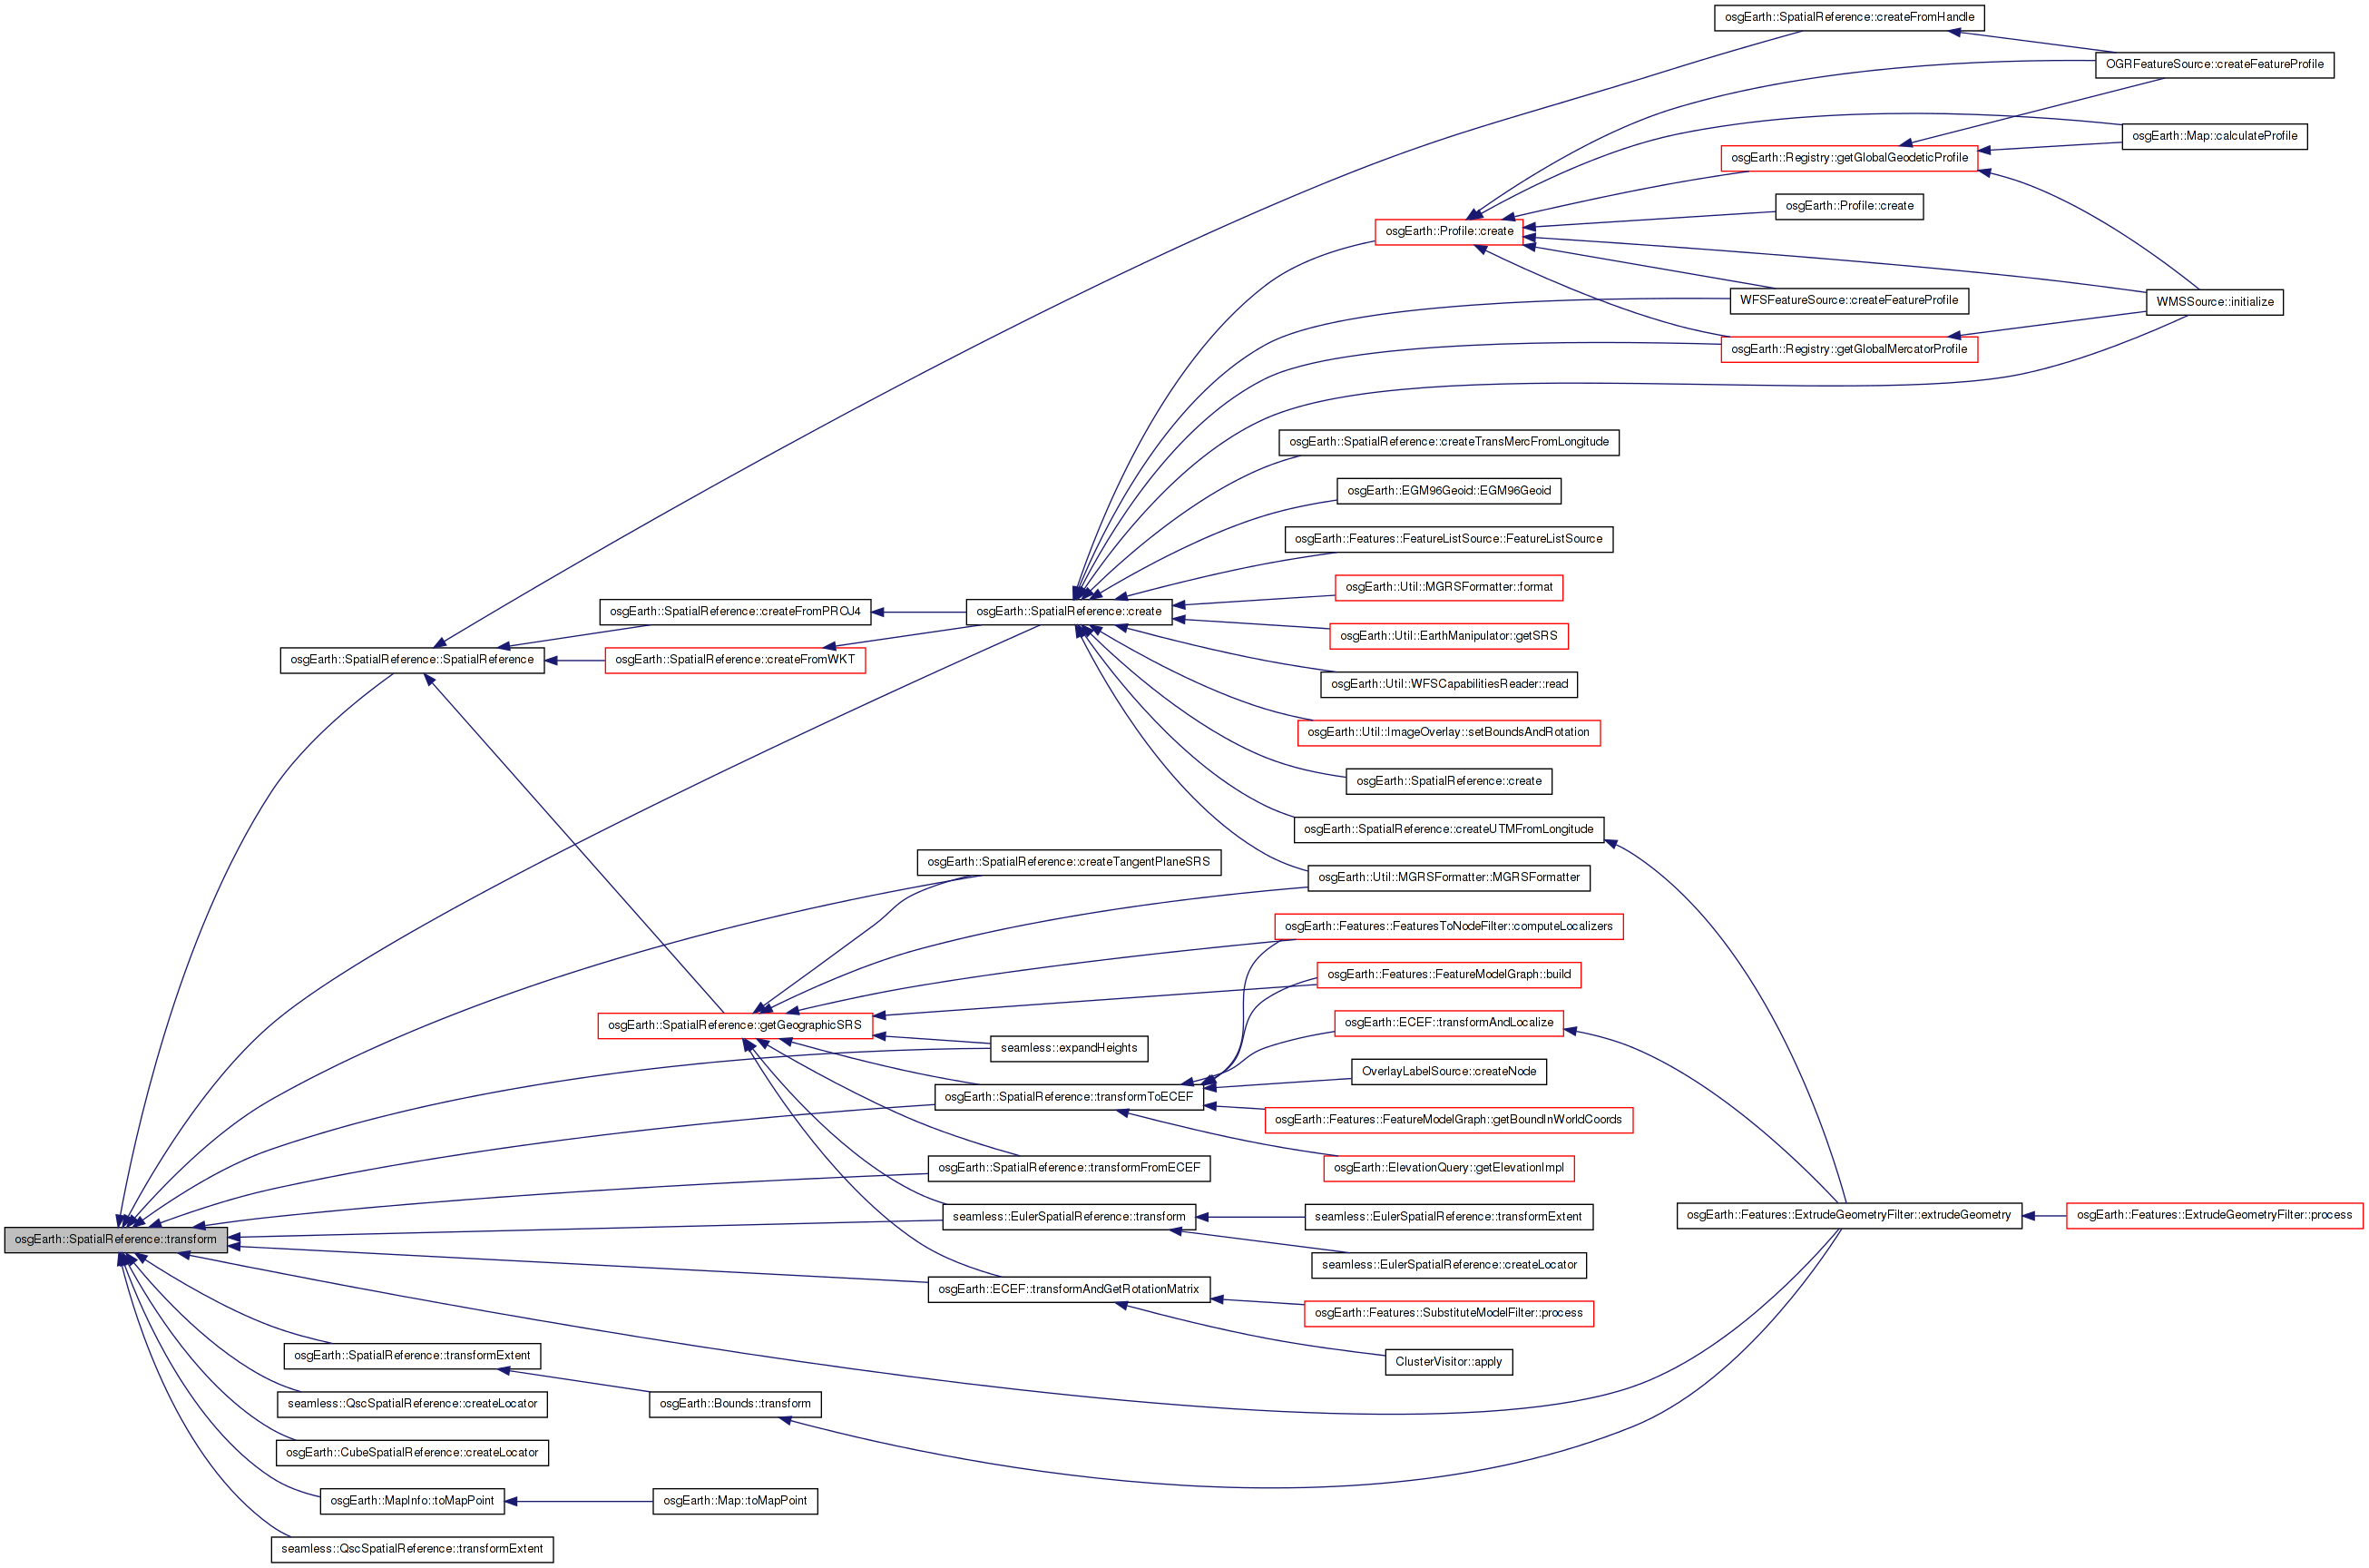 osgEarth::SpatialReference::createFromHandle
OGRFeatureSource::createFeatureProfile
osgEarth::Map::calculateProfile
osgEarth::Registry::getGlobalGeodeticProfile
osgEarth::Profile::create
osgEarth::Profile::create
WFSFeatureSource::createFeatureProfile
WMSSource::initialize
osgEarth::Registry::getGlobalMercatorProfile
osgEarth::SpatialReference::createTransMercFromLongitude
osgEarth::EGM96Geoid::EGM96Geoid
osgEarth::Features::FeatureListSource::FeatureListSource
osgEarth::Util::MGRSFormatter::format
osgEarth::SpatialReference::createFromPROJ4
osgEarth::SpatialReference::create
osgEarth::Util::EarthManipulator::getSRS
osgEarth::SpatialReference::SpatialReference
osgEarth::SpatialReference::createFromWKT
osgEarth::Util::WFSCapabilitiesReader::read
osgEarth::Util::ImageOverlay::setBoundsAndRotation
osgEarth::SpatialReference::create
osgEarth::SpatialReference::createUTMFromLongitude
osgEarth::SpatialReference::createTangentPlaneSRS
osgEarth::Util::MGRSFormatter::MGRSFormatter
osgEarth::Features::FeaturesToNodeFilter::computeLocalizers
osgEarth::Features::FeatureModelGraph::build
osgEarth::SpatialReference::getGeographicSRS
osgEarth::ECEF::transformAndLocalize
seamless::expandHeights
OverlayLabelSource::createNode
osgEarth::SpatialReference::transformToECEF
osgEarth::Features::FeatureModelGraph::getBoundInWorldCoords
osgEarth::SpatialReference::transformFromECEF
osgEarth::ElevationQuery::getElevationImpl
seamless::EulerSpatialReference::transform
seamless::EulerSpatialReference::transformExtent
osgEarth::Features::ExtrudeGeometryFilter::extrudeGeometry
osgEarth::Features::ExtrudeGeometryFilter::process
osgEarth::SpatialReference::transform
seamless::EulerSpatialReference::createLocator
osgEarth::ECEF::transformAndGetRotationMatrix
osgEarth::Features::SubstituteModelFilter::process
osgEarth::SpatialReference::transformExtent
ClusterVisitor::apply
seamless::QscSpatialReference::createLocator
osgEarth::Bounds::transform
osgEarth::CubeSpatialReference::createLocator
osgEarth::MapInfo::toMapPoint
osgEarth::Map::toMapPoint
seamless::QscSpatialReference::transformExtent